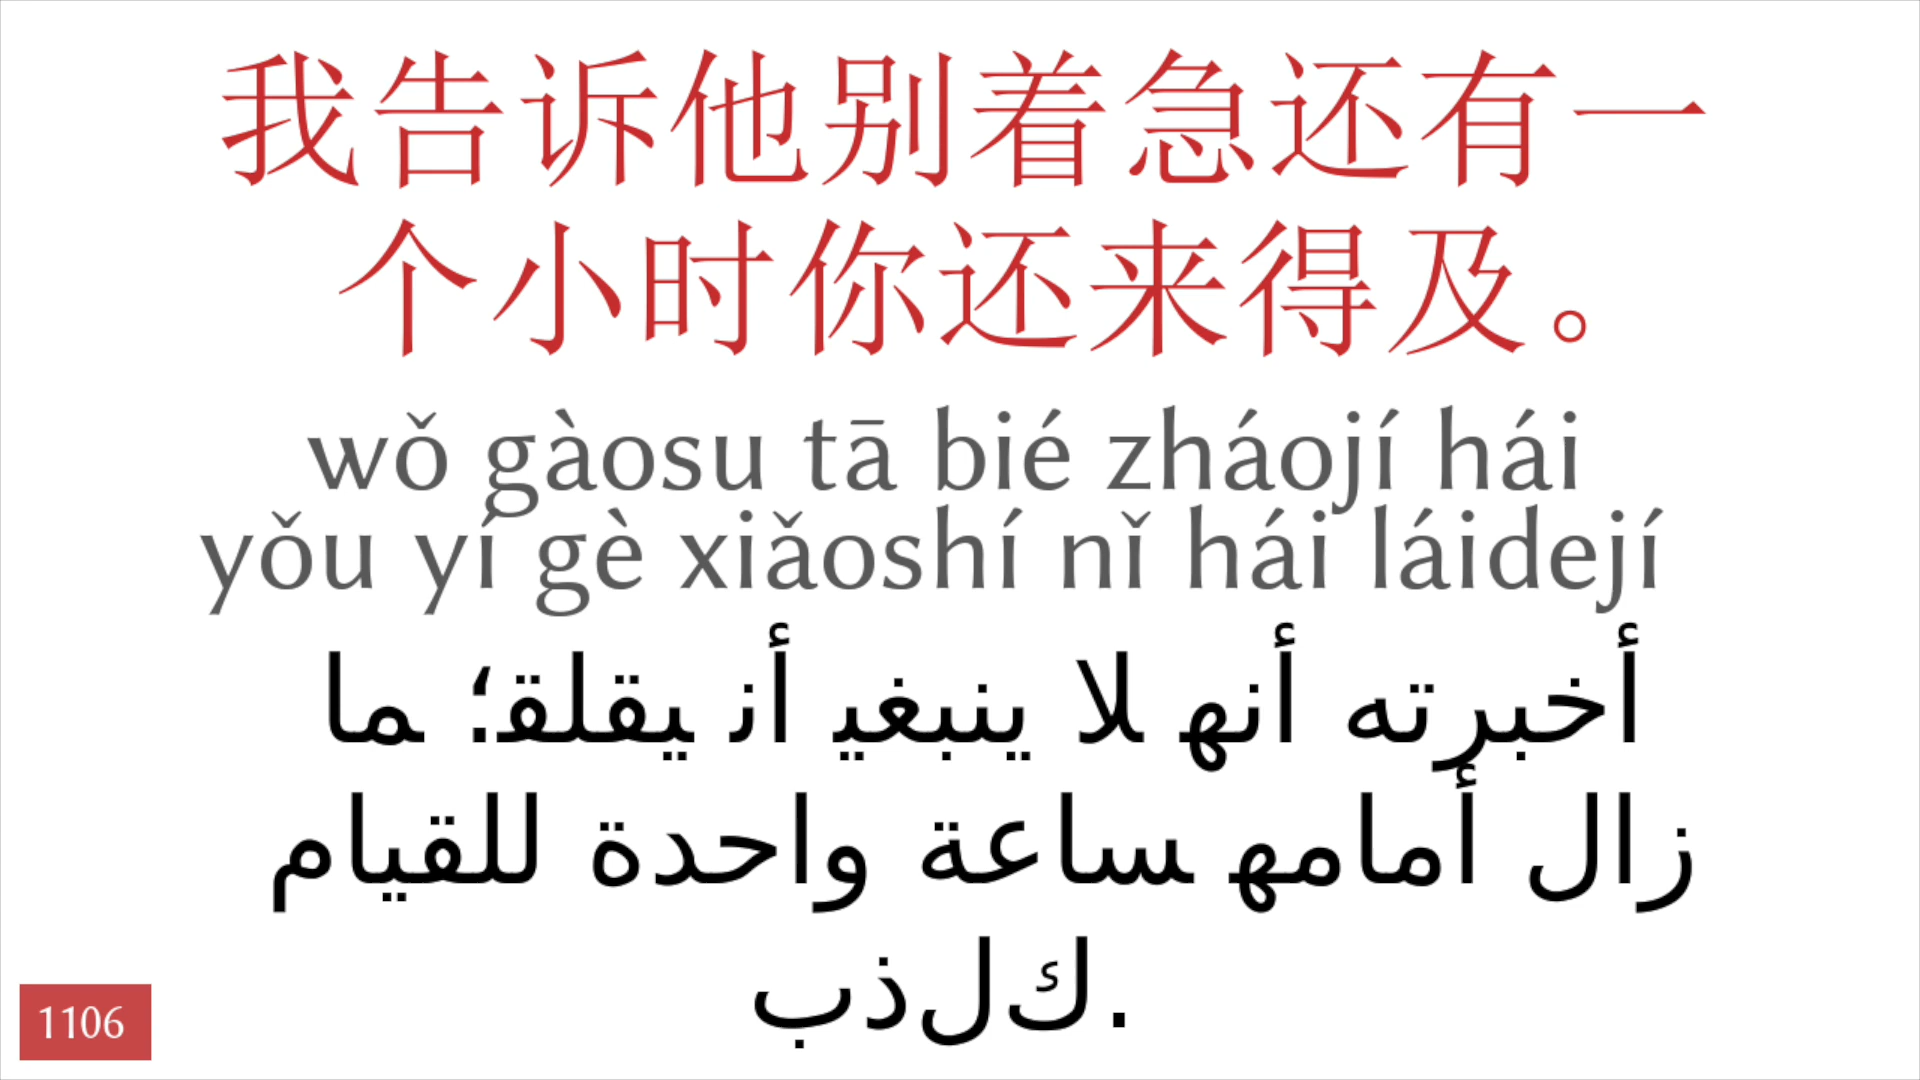 我告诉他别着急还有一
个小时你还来得及。
wǒ gàosu tā bié zháojí hái
yǒu yí gè xiǎoshí nǐ hái láidejí
أخبرته أنه لا ينبغي أن يقلق؛ ما
زال أمامه ساعة واحدة للقيام
بذلك.
1106